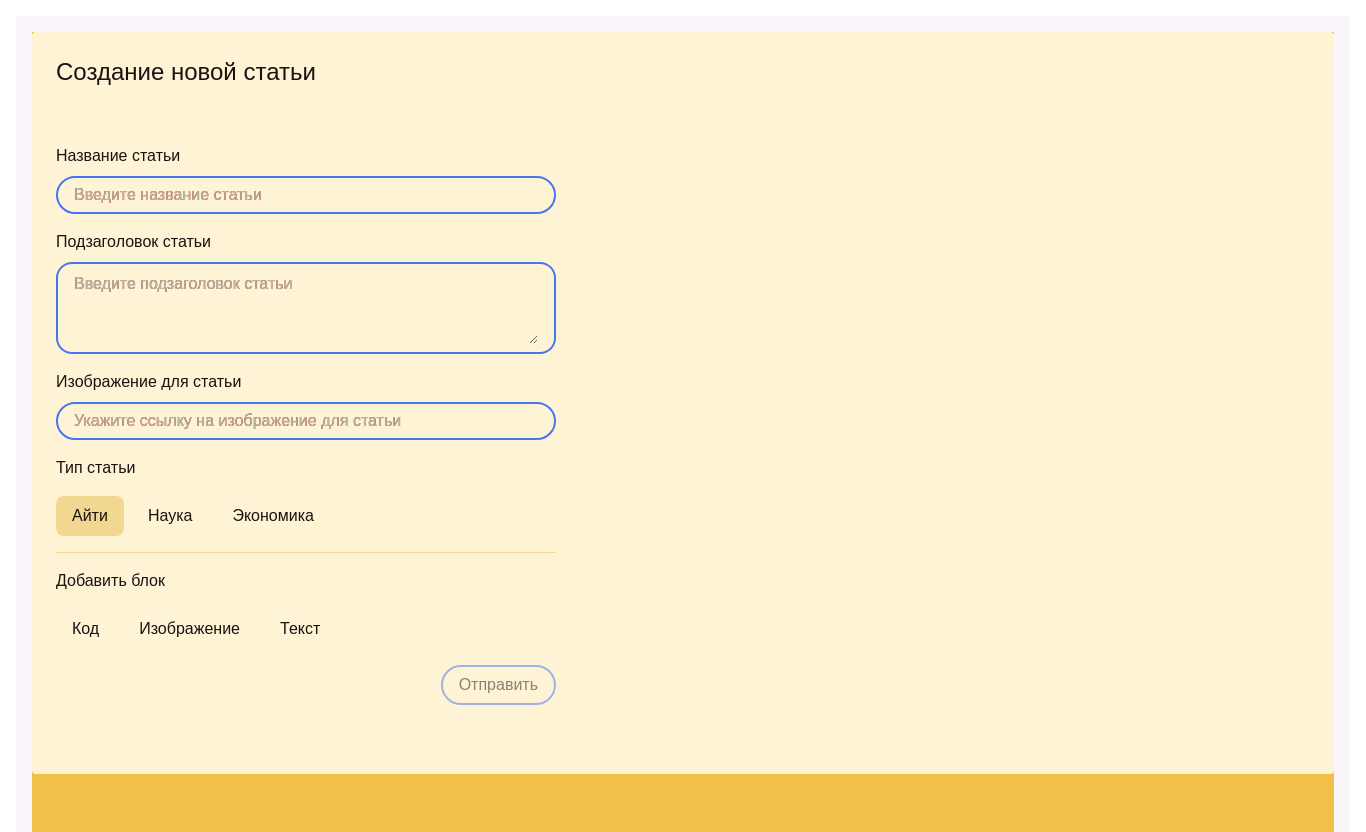 Создание новой статьи
Название статьи
Введите название статьи
Подзаголовок статьи
Введите подзаголовок статьи
Изображение для статьи
Укажите ссылку на изображение для статьи
Тип статьи
Айти Наука Экономика
Добавить блок
Код Изображение Текст
Отправить